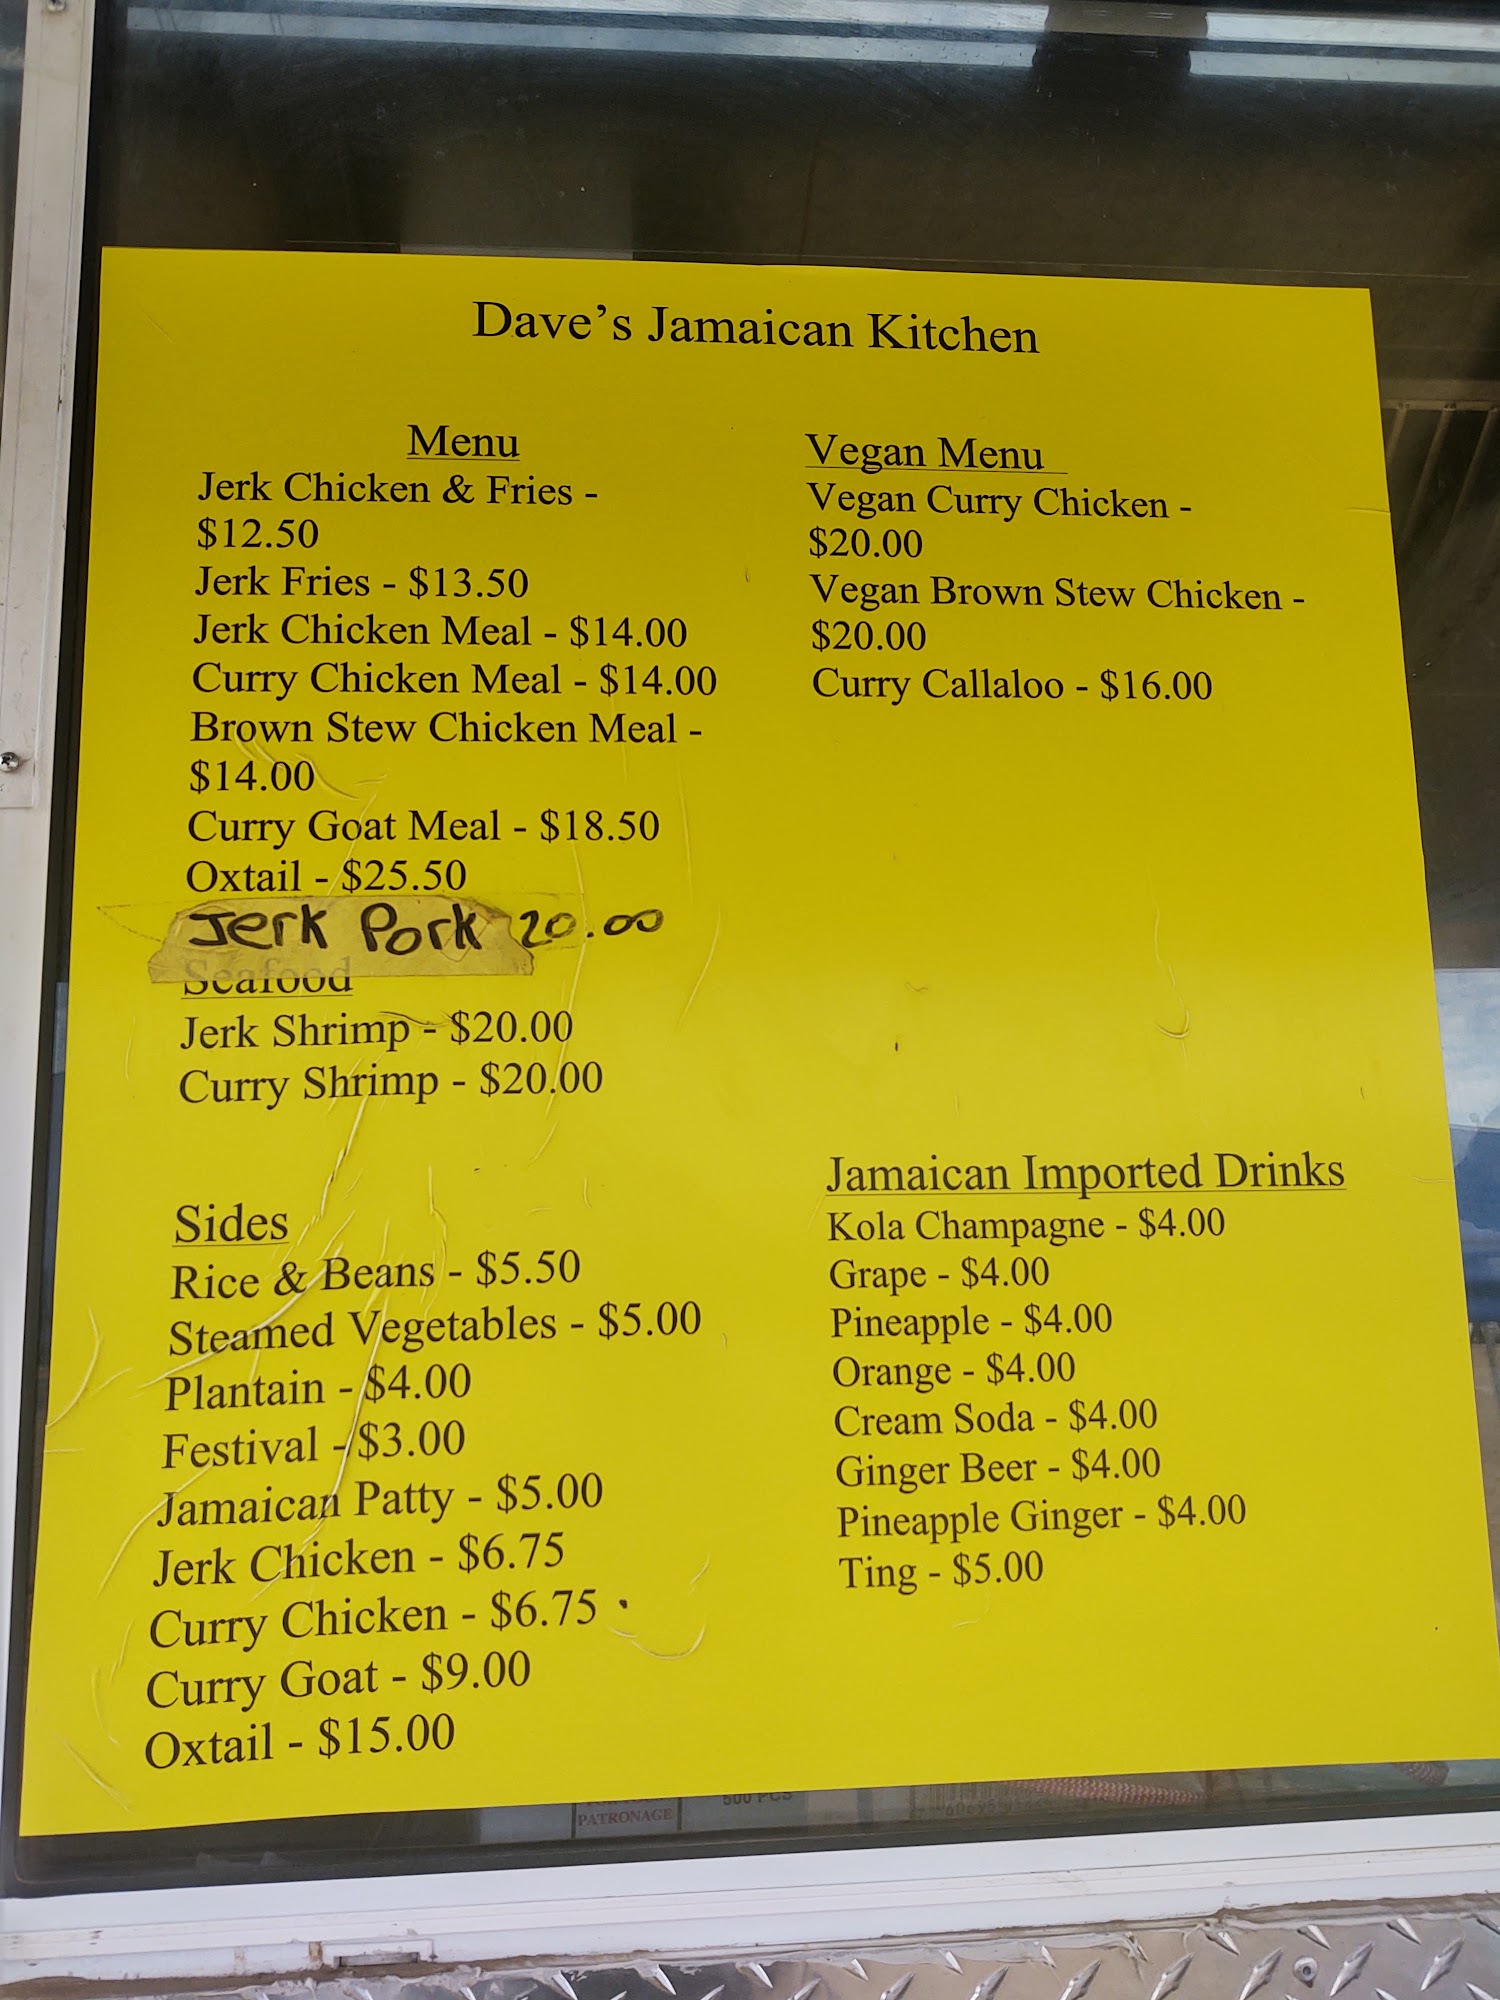 Dave's Jamaican Kitchen
Menu
Jerk Chicken & Fries -
$12.50
Jerk Fries - $13.50
Jerk Chicken Meal - $14.00
Curry Chicken Meal - $14.00
Brown Stew Chicken Meal -
$14.00
Curry Goat Meal - $18.50
Oxtail - $25.50
Jerk Pork 20.00
Seafood
Jerk Shrimp - $20.00
Curry Shrimp - $20.00
Sides
Rice & Beans - $5.50
Steamed Vegetables - $5.00
Plantain - $4.00
Festival - $3.00
Jamaican Patty - $5.00
Jerk Chicken - $6.75
Curry Chicken - $6.75
Curry Goat - $9.00
Oxtail - $15.00
Vegan Menu
Vegan Curry Chicken -
$20.00
Vegan Brown Stew Chicken -
$20.00
Curry Callaloo - $16.00
Jamaican Imported Drinks
Kola Champagne - $4.00
Grape - $4.00
Pineapple - $4.00
Orange - $4.00
Cream Soda - $4.00
Ginger Beer - $4.00
Pineapple Ginger - $4.00
Ting - $5.00
PATRONAGE
500 PCS